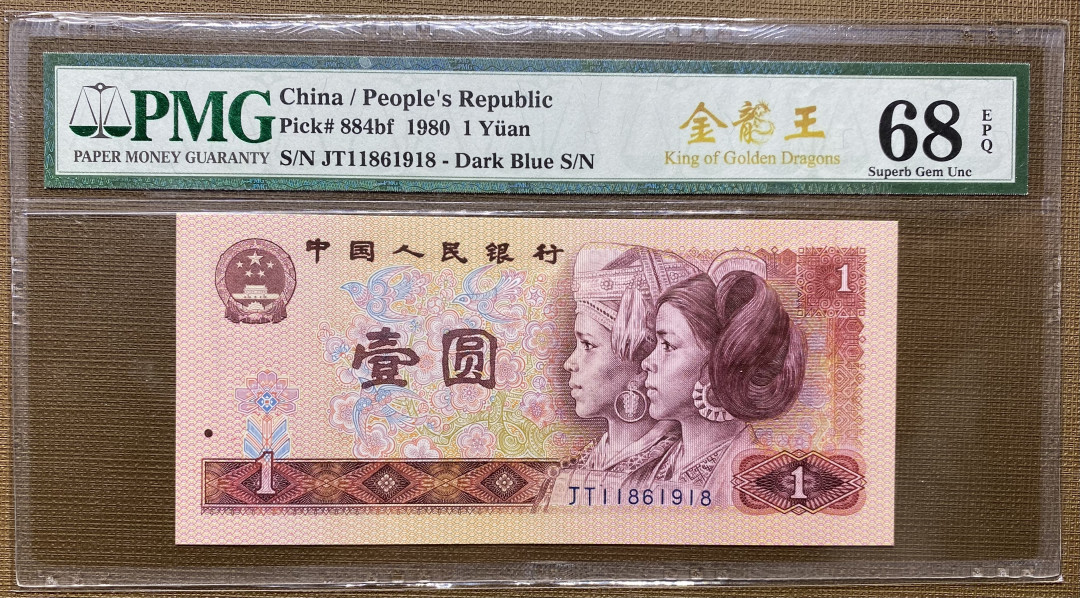 PMG
PAPER MONEY GUARANTY
China / People's Republic
Pick# 884bf 1980 1 Yüan
S/N JT11861918 - Dark Blue S/N
金龍王
King of Golden Dragons
68
EPQ
Superb Gem Unc
中国人民银行
1
壹圆
1
JT11861918
1